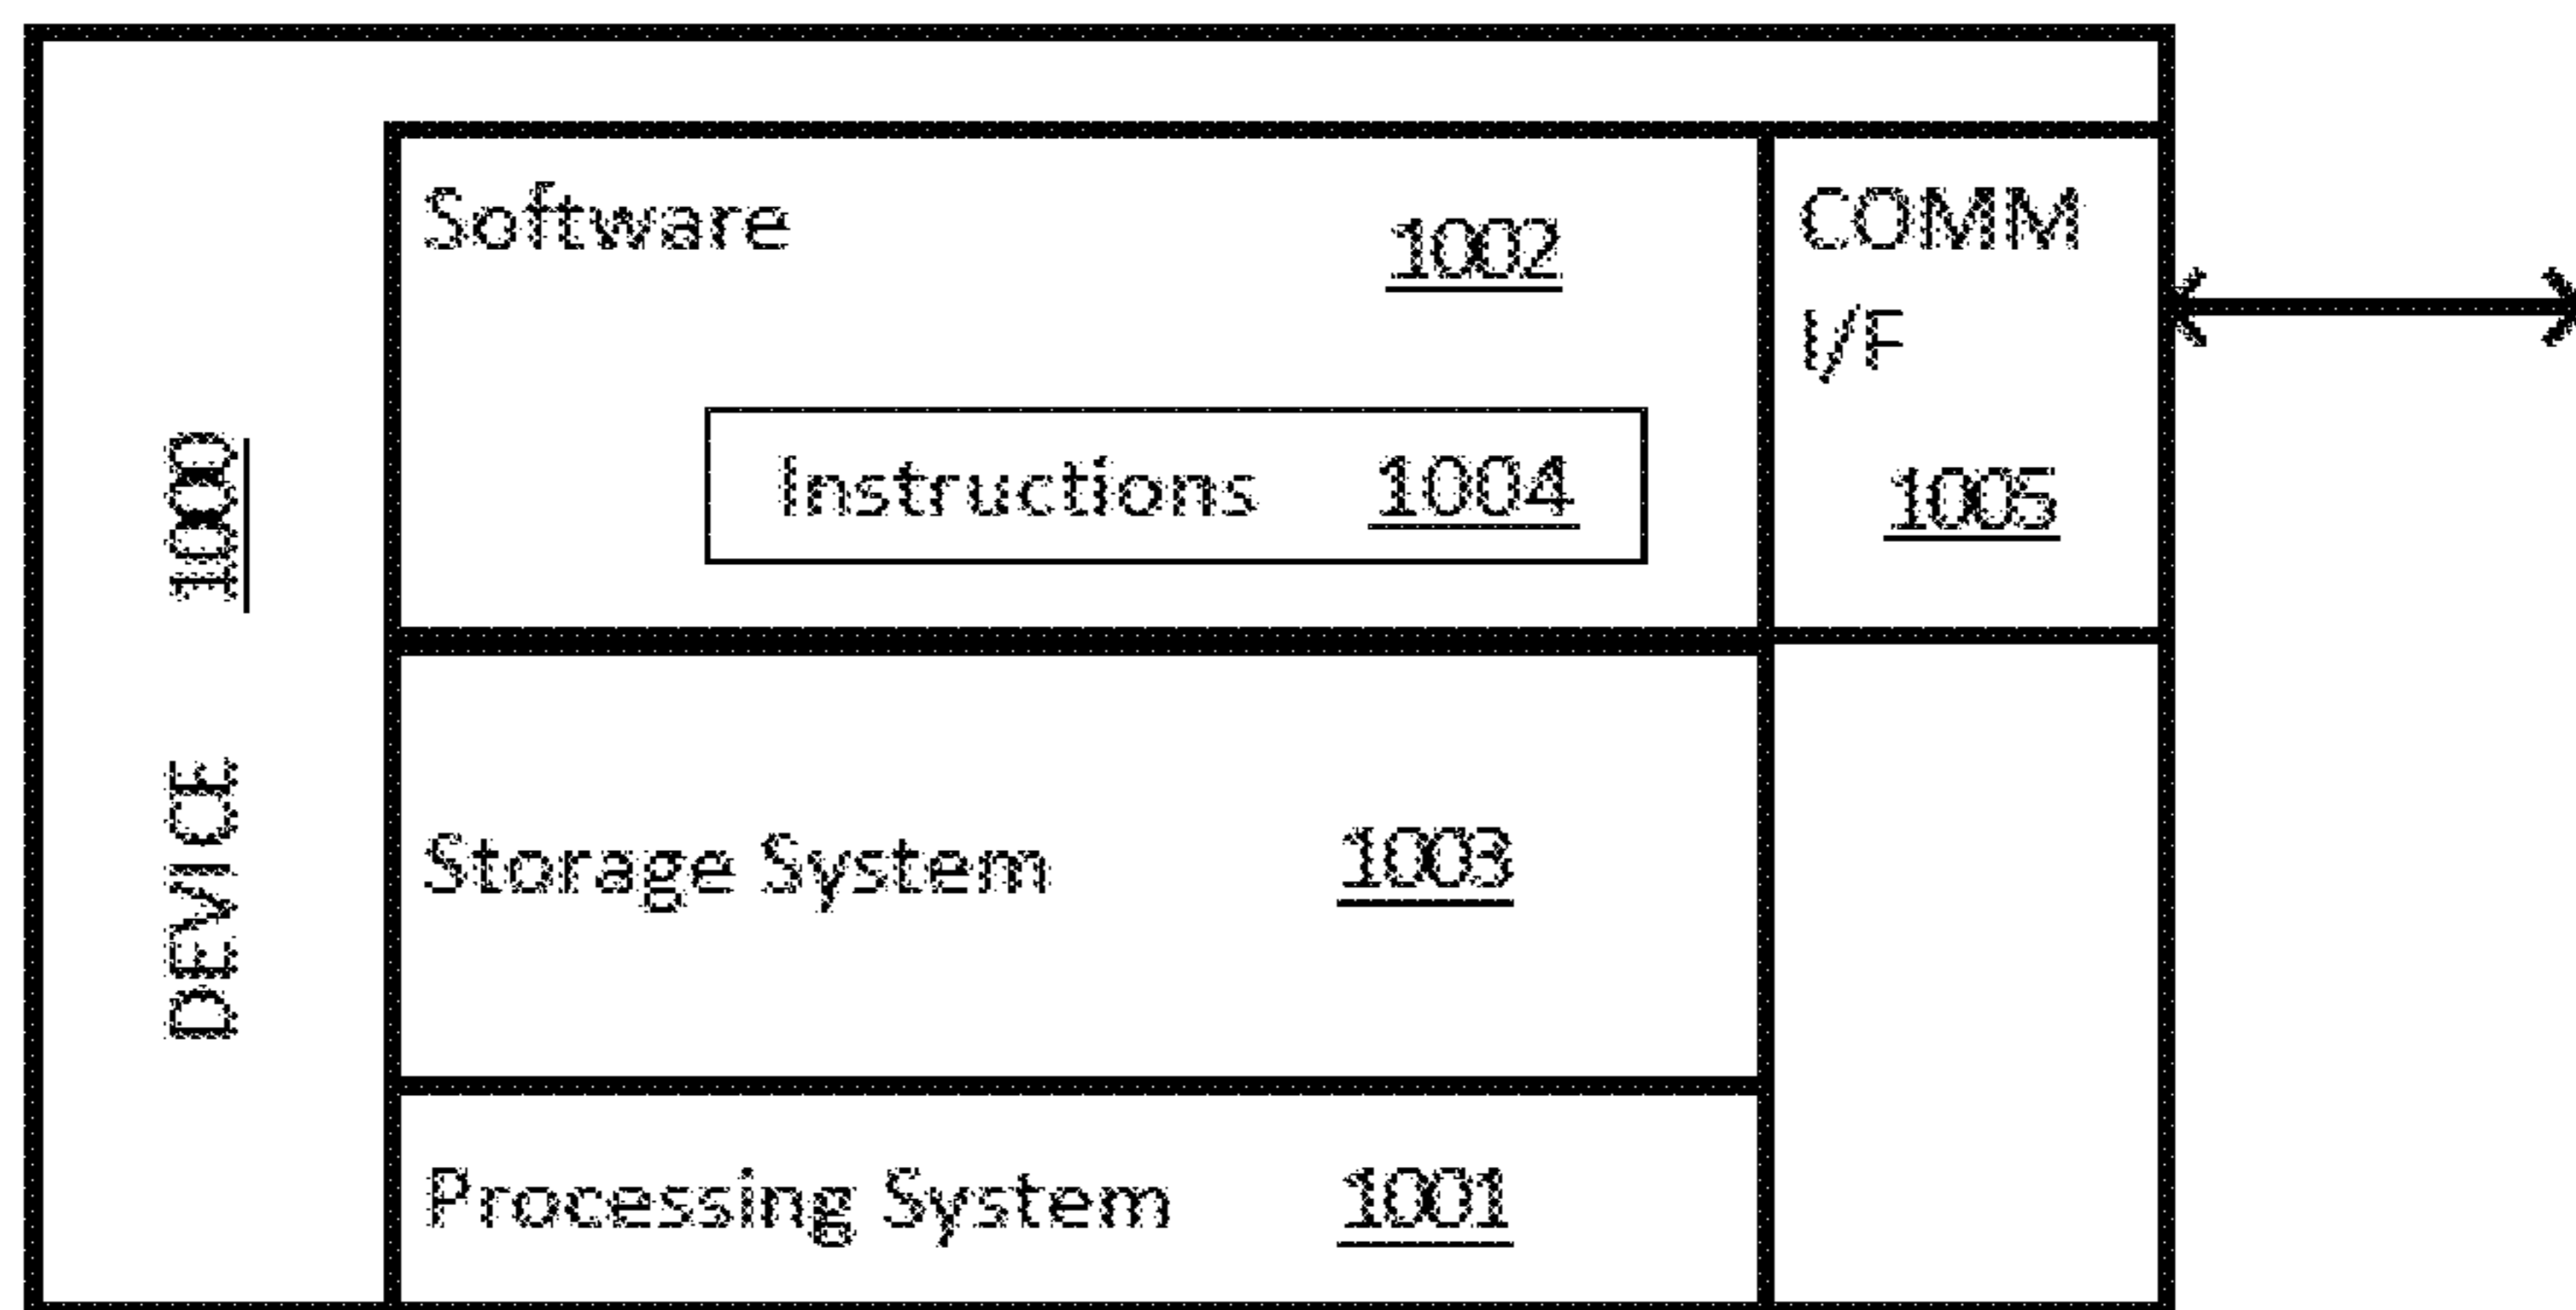 DEVICE 1000
Software 1002
Instructions 1004
COMM
I/F
1005
Storage System 1003
Processing System 1001